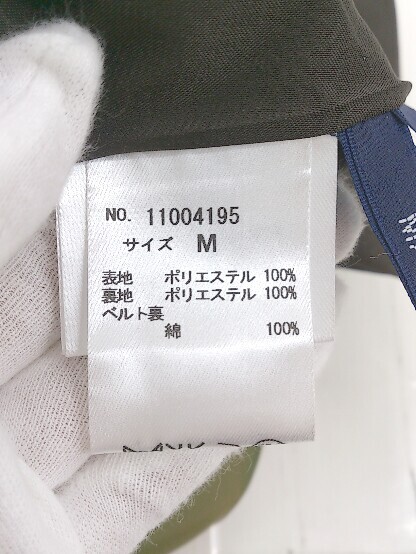 NO. 11004195
サイズ M
表地 ポリエステル 100%
裏地 ポリエステル 100%
ベルト裏
綿 100%